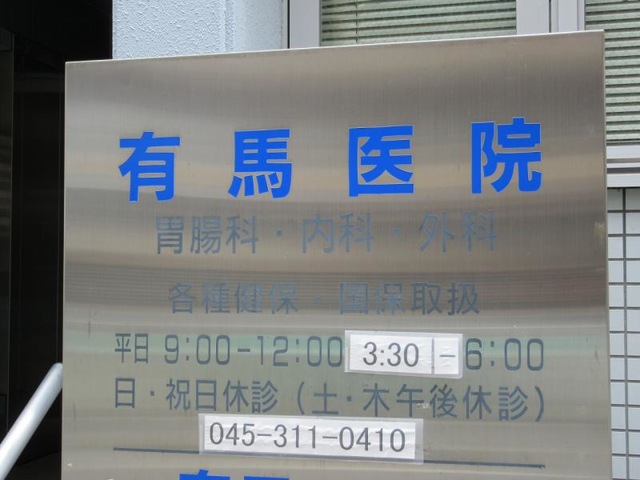 有馬医院
胃腸科・内科・外科
各種健保・国保取扱
平日 9:00-12:00 3:30-6:00
日・祝日休診（土・木午後休診）
045-311-0410